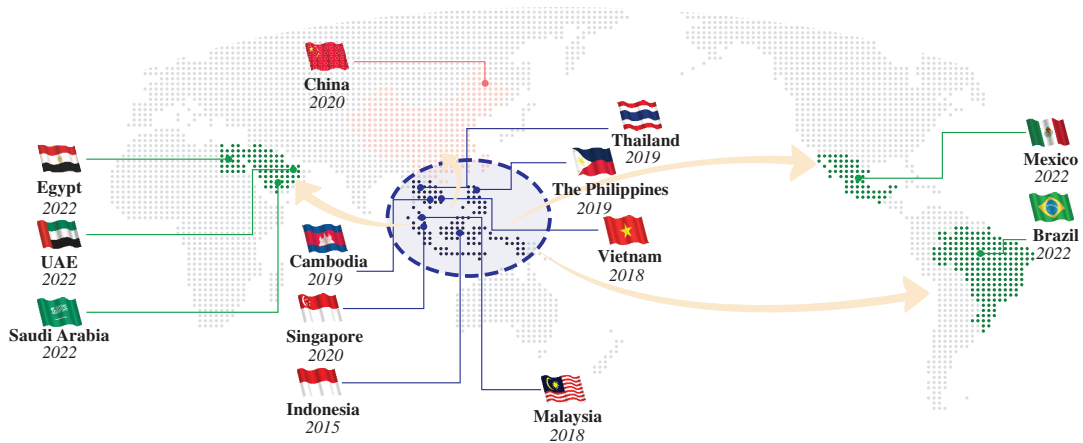 China
2020
Thailand
2019
The Philippines
2019
Vietnam
2018
Egypt
2022
UAE
2022
Saudi Arabia
2022
Cambodia
2019
Singapore
2020
Indonesia
2015
Malaysia
2018
Mexico
2022
Brazil
2022